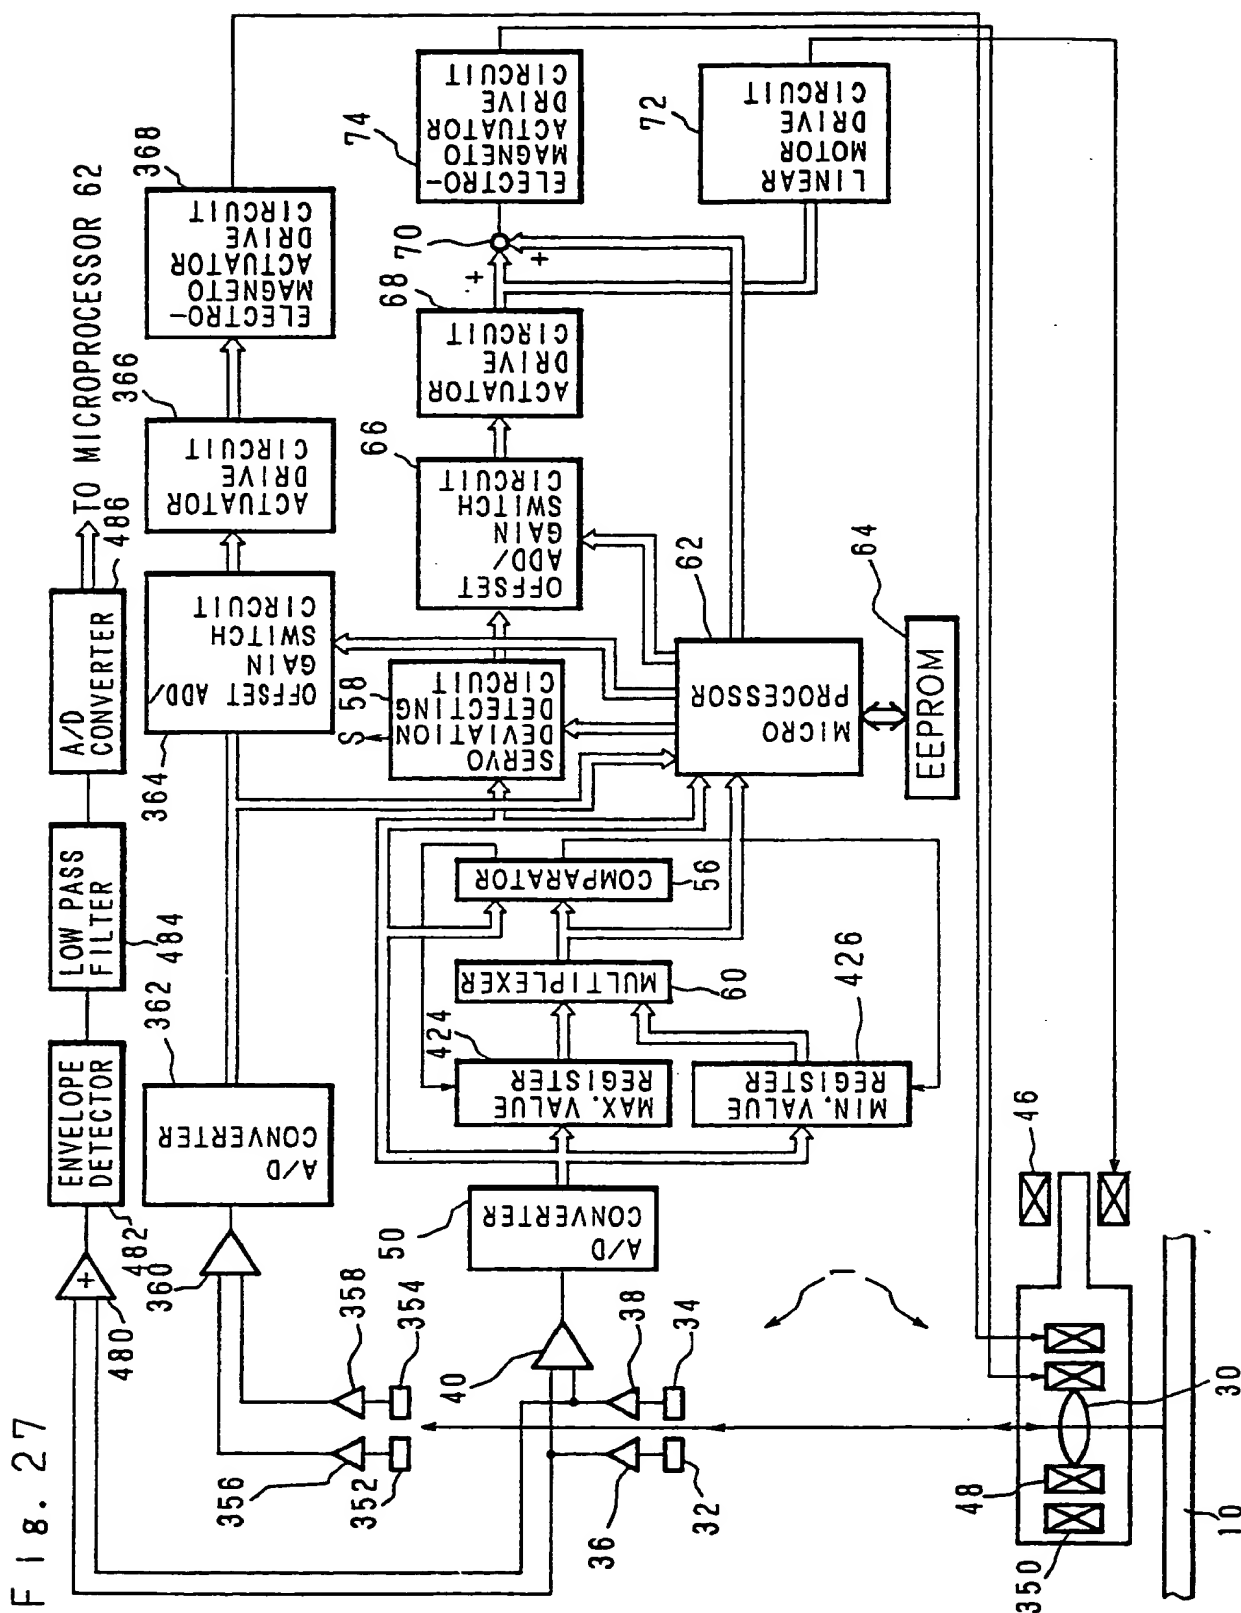 Fig. 27
480
482
ENVELOPE
DETECTOR
LOW PASS
FILTER
484
A/D
CONVERTER
486
TO MICROPROCESSOR 62
356
352
358
354
360
A/D
CONVERTER
362
364
OFFSET ADD/
GAIN
SWITCH
CIRCUIT
ACTUATOR
DRIVE
CIRCUIT
366
ELECTRO-
MAGNETO
ACTUATOR
DRIVE
CIRCUIT
368
36
32
38
34
40
50
A/D
CONVERTER
MAX. VALUE
REGISTER
424
MIN. VALUE
REGISTER
426
MULTIPLEXER
60
COMPARATOR
56
S
SERVO
DEVIATION
DETECTING
CIRCUIT
58
OFFSET
ADD/
GAIN
SWITCH
CIRCUIT
66
ACTUATOR
DRIVE
CIRCUIT
68
+
+
70
ELECTRO-
MAGNETO
ACTUATOR
DRIVE
CIRCUIT
74
LINEAR
MOTOR
DRIVE
CIRCUIT
72
MICRO
PROCESSOR
62
EEPROM
64
350
48
30
46
10